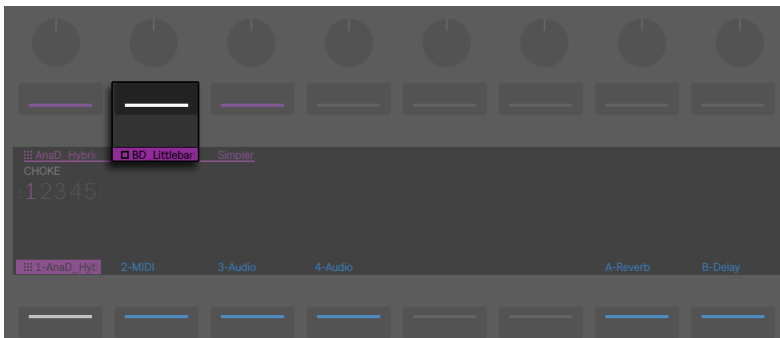 AnaD_Hybri BD_Littlebar Simpler
CHOKE
12345
1-AnaD_Hyb 2-MIDI 3-Audio 4-Audio A-Reverb B-Delay